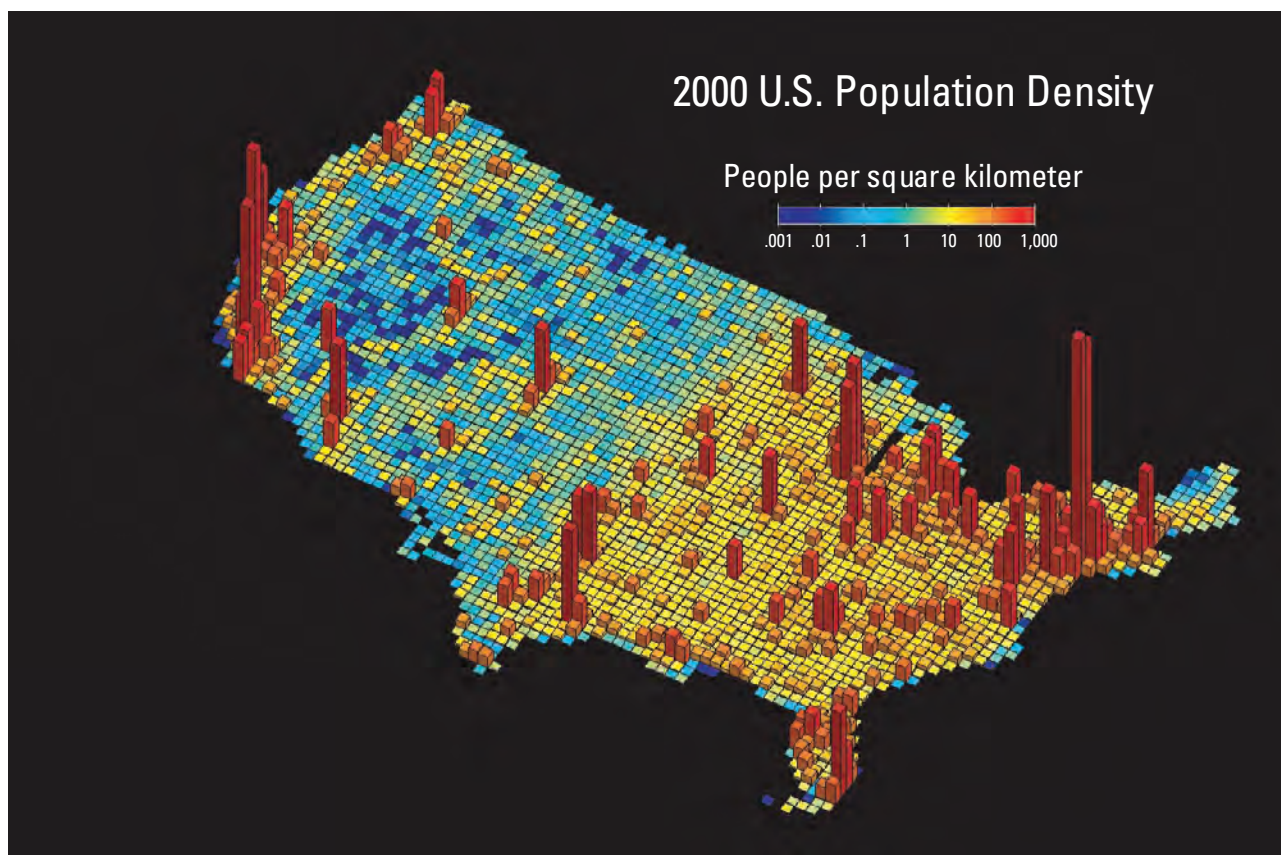 2000 U.S. Population Density
People per square kilometer
.001 .01 .1 1 10 100 1,000